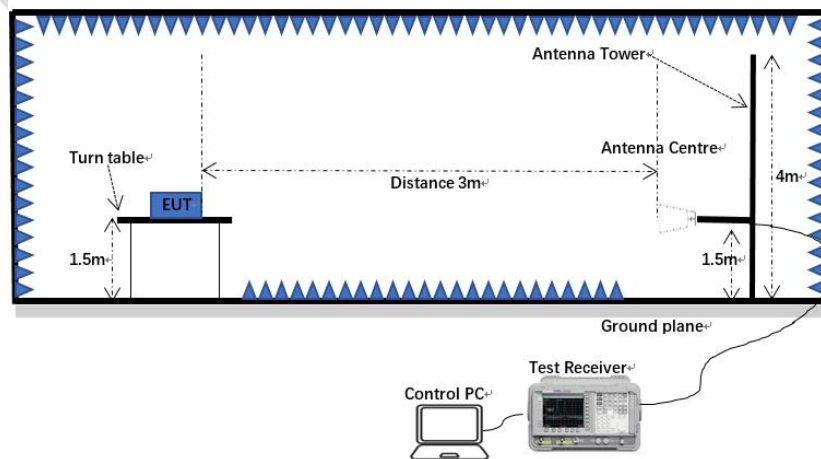 Antenna Tower
Turn table
Antenna Centre
Distance 3m
4m
EUT
1.5m
1.5m
Ground plane
Test Receiver
Control PC